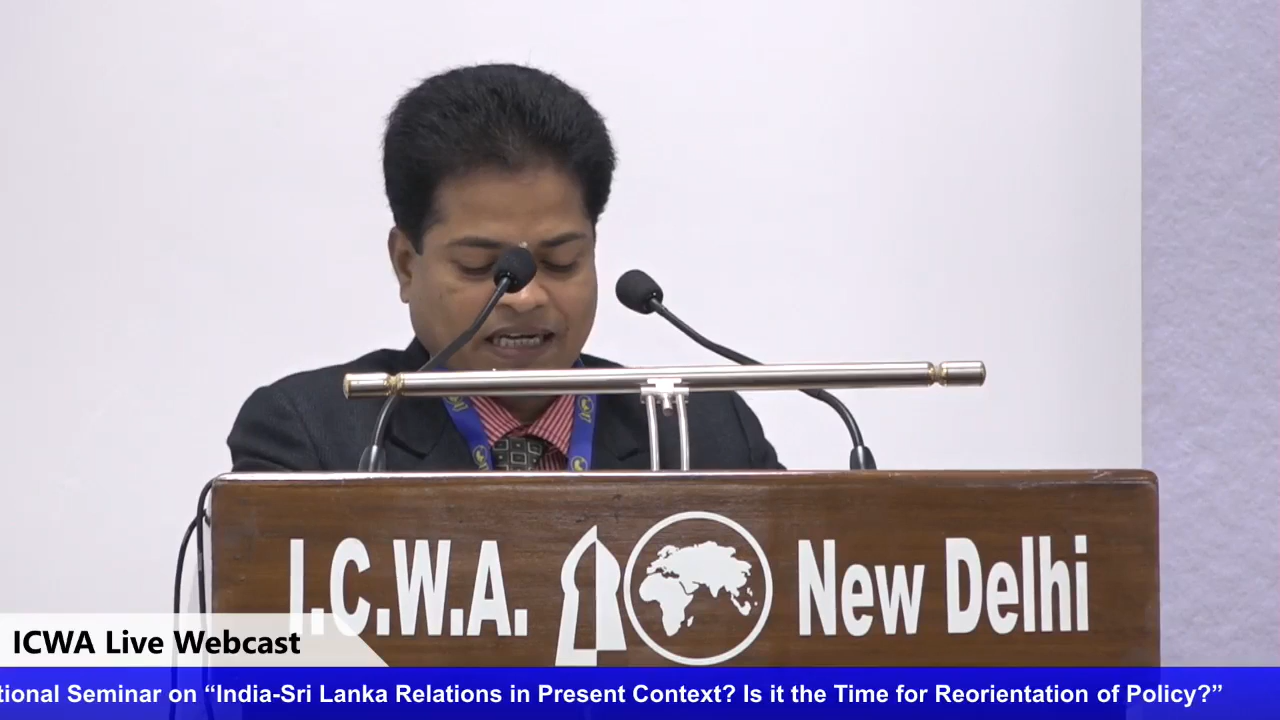 I.C.W.A. New Delhi
ICWA Live Webcast
tional Seminar on “India-Sri Lanka Relations in Present Context? Is it the Time for Reorientation of Policy?”